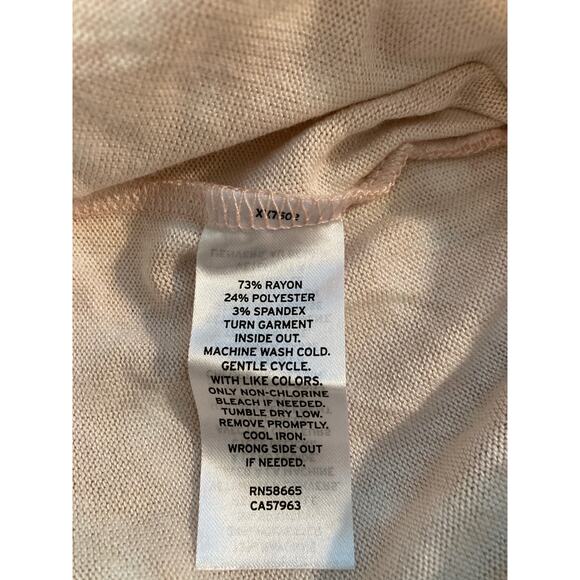 73% RAYON
24% POLYESTER
3% SPANDEX
TURN GARMENT
INSIDE OUT.
MACHINE WASH COLD.
GENTLE CYCLE.
WITH LIKE COLORS.
ONLY NON-CHLORINE
BLEACH IF NEEDED.
TUMBLE DRY LOW.
REMOVE PROMPTLY.
COOL IRON.
WRONG SIDE OUT
IF NEEDED.
RN58665
CA57963